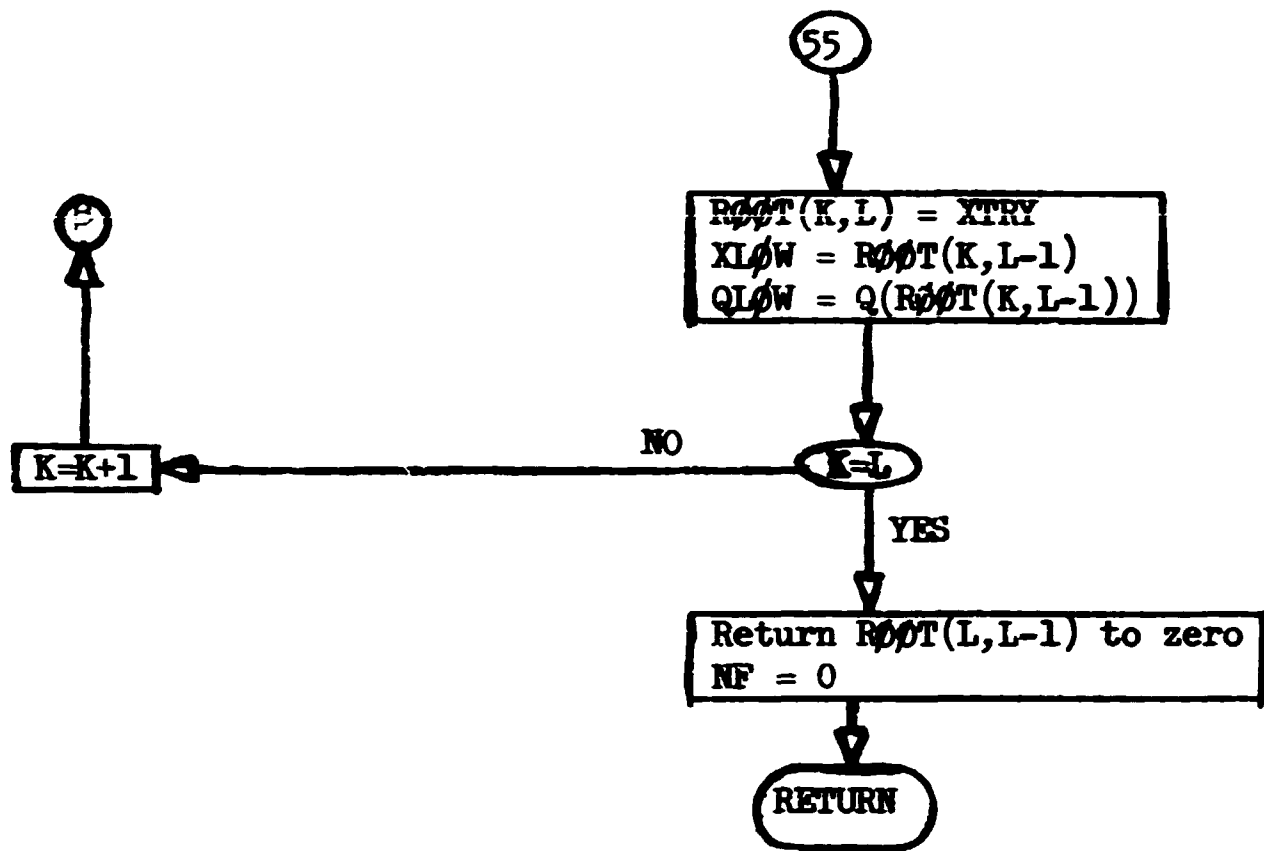 55
RØØT(K,L) = XTRY
XLØW = RØØT(K,L-1)
QLØW = Q(RØØT(K,L-1))
NO
K=K+1
K=L
YES
Return RØØT(L,L-1) to zero
NF = 0
RETURN